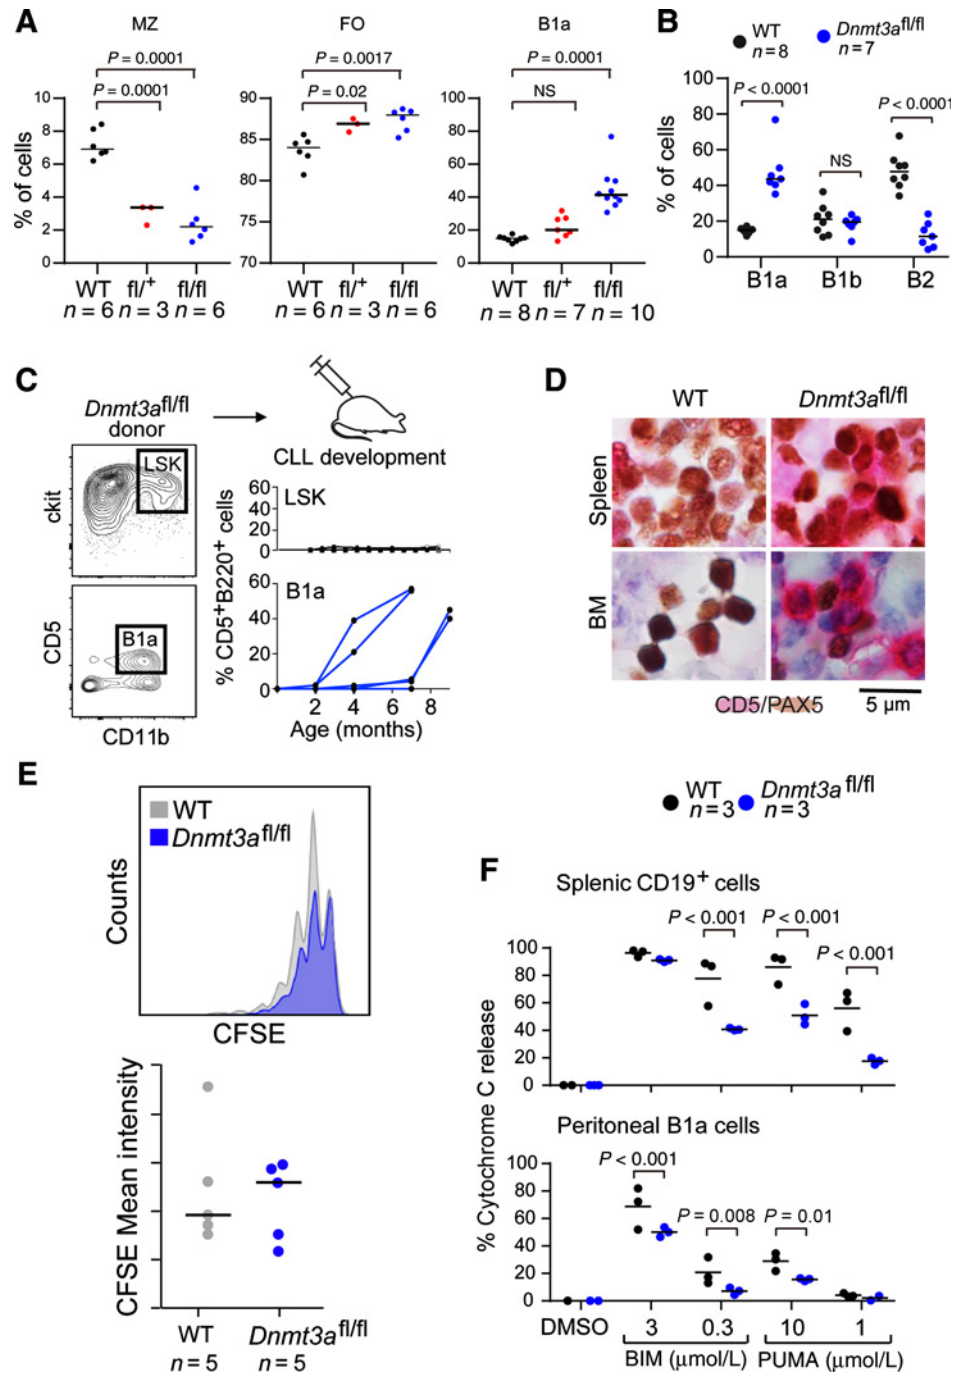 A
MZ
P = 0.0001
P = 0.0001
% of cells
10
8
6
4
2
0
WT
fl/+
fl/fl
n = 6
n = 3
n = 6
FO
P = 0.0017
P = 0.02
90
85
80
75
70
WT
fl/+
fl/fl
n = 6
n = 3
n = 6
B1a
P = 0.0001
NS
100
80
60
40
20
0
WT
fl/+
fl/fl
n = 8
n = 7
n = 10
B
WT
n = 8
Dnmt3afl/fl
n = 7
% of cells
100
80
60
40
20
0
P < 0.0001
NS
P < 0.0001
B1a
B1b
B2
C
Dnmt3afl/fl
donor
CLL development
LSK
ckit
B1a
CD5
CD11b
% CD5+B220+ cells
LSK
60
40
20
0
B1a
60
40
20
0
2
4
6
8
Age (months)
D
WT
Dnmt3afl/fl
Spleen
BM
CD5/PAX5
5 µm
E
WT
Dnmt3afl/fl
Counts
CFSE
CFSE Mean intensity
WT
n = 5
Dnmt3afl/fl
n = 5
WT
n = 3
Dnmt3afl/fl
n = 3
F
Splenic CD19+ cells
P < 0.001
P < 0.001
P < 0.001
100
80
60
40
20
0
% Cytochrome C release
Peritoneal B1a cells
P < 0.001
P = 0.008
P = 0.01
100
80
60
40
20
0
DMSO
3
0.3
10
1
BIM (µmol/L)
PUMA (µmol/L)